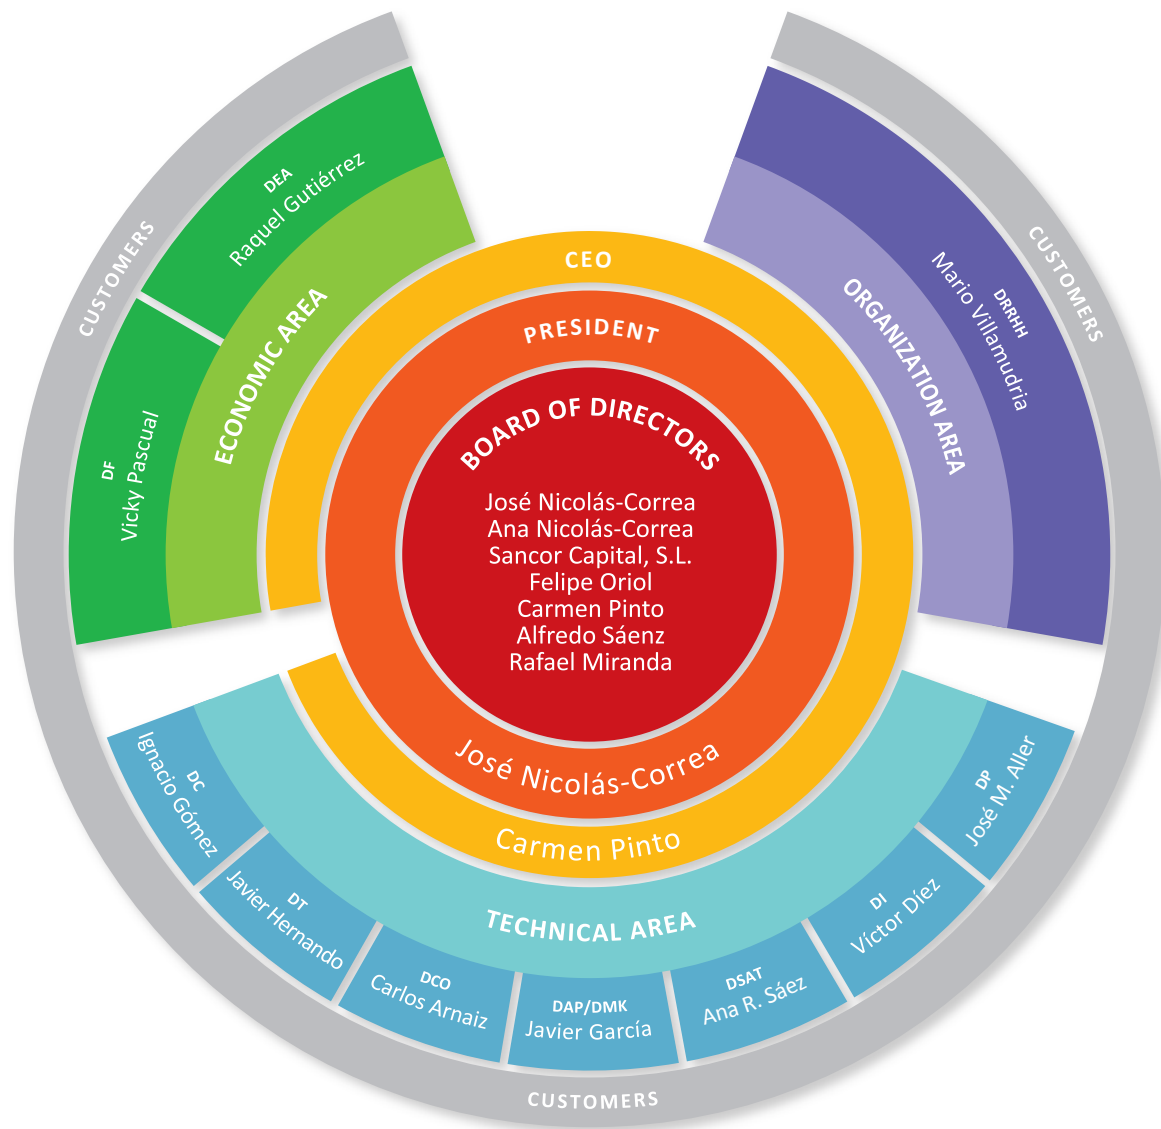 CEO
PRESIDENT
BOARD OF DIRECTORS
José Nicolás-Correa
Ana Nicolás-Correa
Sancor Capital, S.L.
Felipe Oriol
Carmen Pinto
Alfredo Sáenz
Rafael Miranda
José Nicolás-Correa
Carmen Pinto
CUSTOMERS
DEA
Raquel Gutiérrez
DF
Vicky Pascual
ECONOMIC AREA
CUSTOMERS
DRRHH
Mario Villamudria
ORGANIZATION AREA
TECHNICAL AREA
DC
Ignacio Gómez
DT
Javier Hernando
DCO
Carlos Arnaiz
DAP/DMK
Javier García
DSAT
Ana R. Sáez
DI
Víctor Díez
DP
José M. Aller
CUSTOMERS